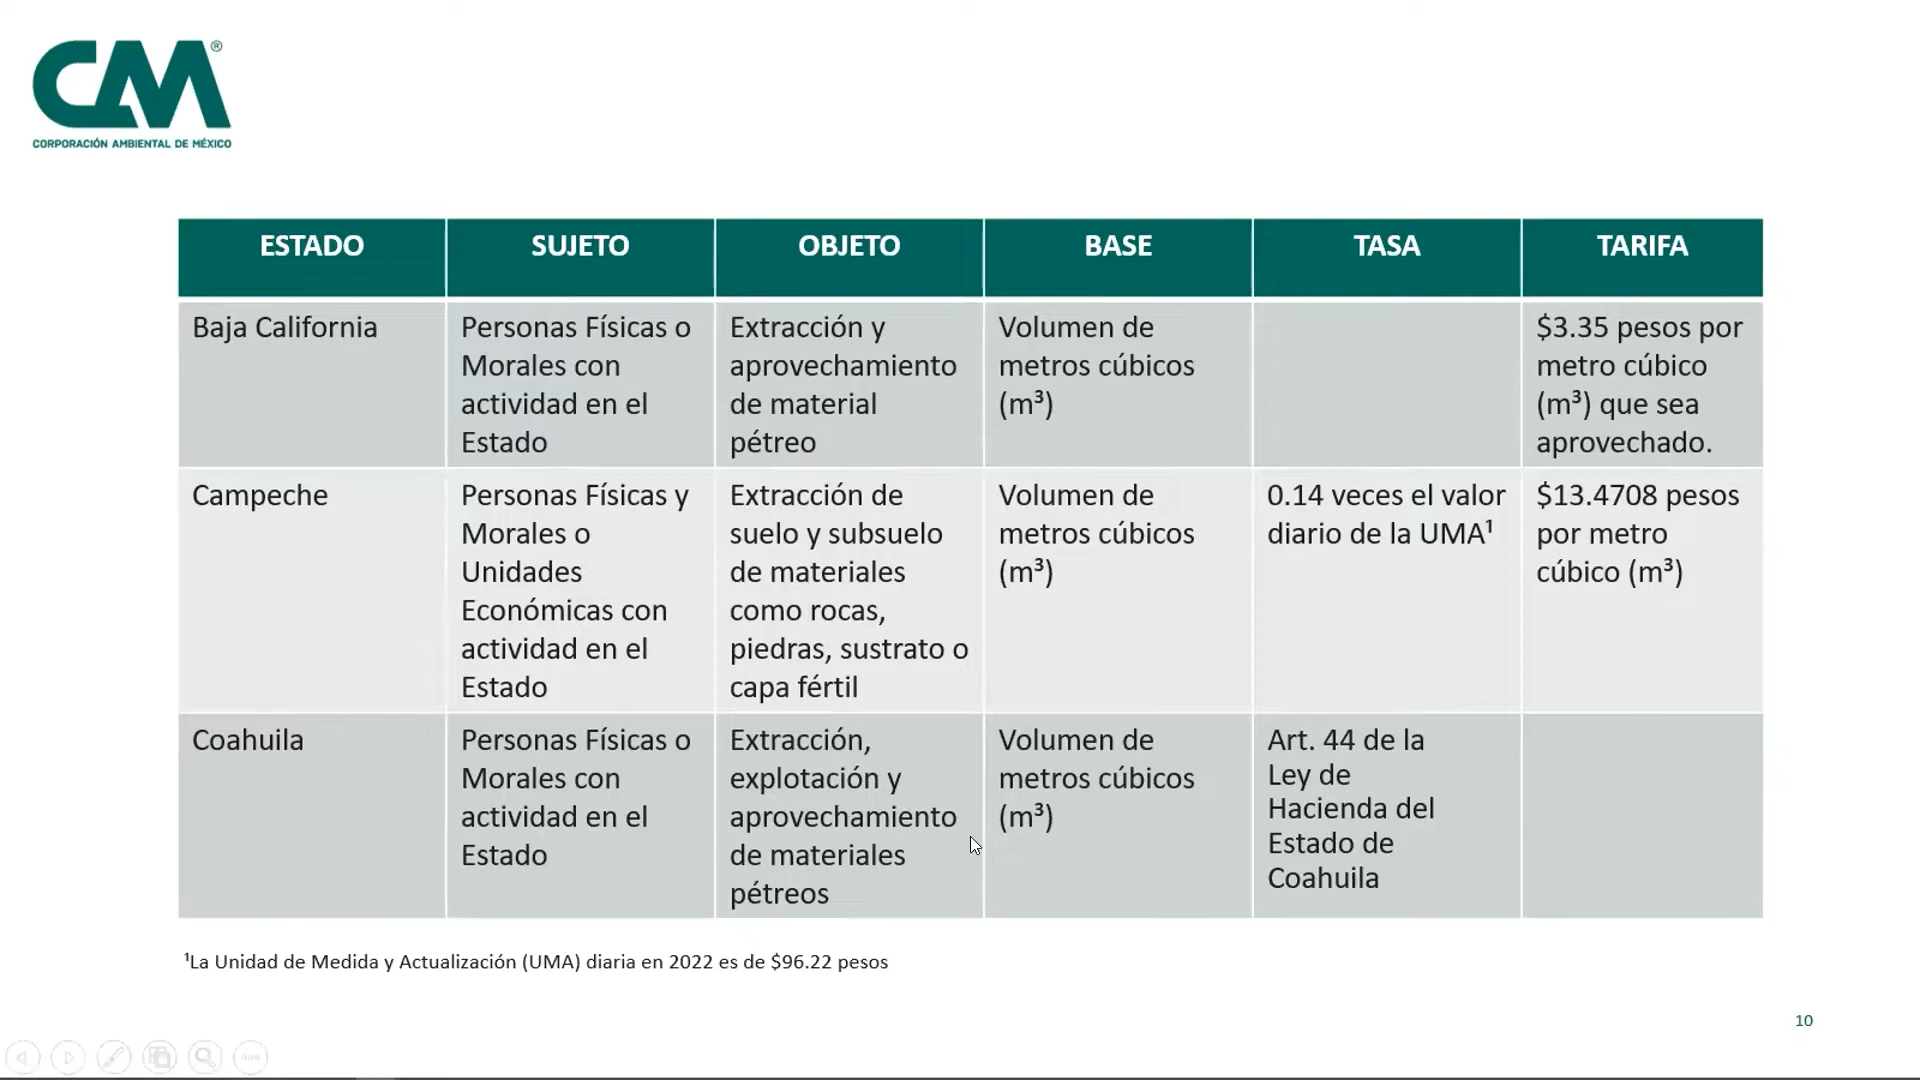 CAM®
CORPORACIÓN AMBIENTAL DE MÉXICO
ESTADO
SUJETO
OBJETO
BASE
TASA
TARIFA
Baja California
Personas Físicas o
Morales con
actividad en el
Estado
Extracción y
aprovechamiento
de material
pétreo
Volumen de
metros cúbicos
(m³)
$3.35 pesos por
metro cúbico
(m³) que sea
aprovechado.
Campeche
Personas Físicas y
Morales o
Unidades
Económicas con
actividad en el
Estado
Extracción de
suelo y subsuelo
de materiales
como rocas,
piedras, sustrato o
capa fértil
Volumen de
metros cúbicos
(m³)
0.14 veces el valor
diario de la UMA¹
$13.4708 pesos
por metro
cúbico (m³)
Coahuila
Personas Físicas o
Morales con
actividad en el
Estado
Extracción,
explotación y
aprovechamiento
de materiales
pétreos
Volumen de
metros cúbicos
(m³)
Art. 44 de la
Ley de
Hacienda del
Estado de
Coahuila
¹La Unidad de Medida y Actualización (UMA) diaria en 2022 es de $96.22 pesos
10